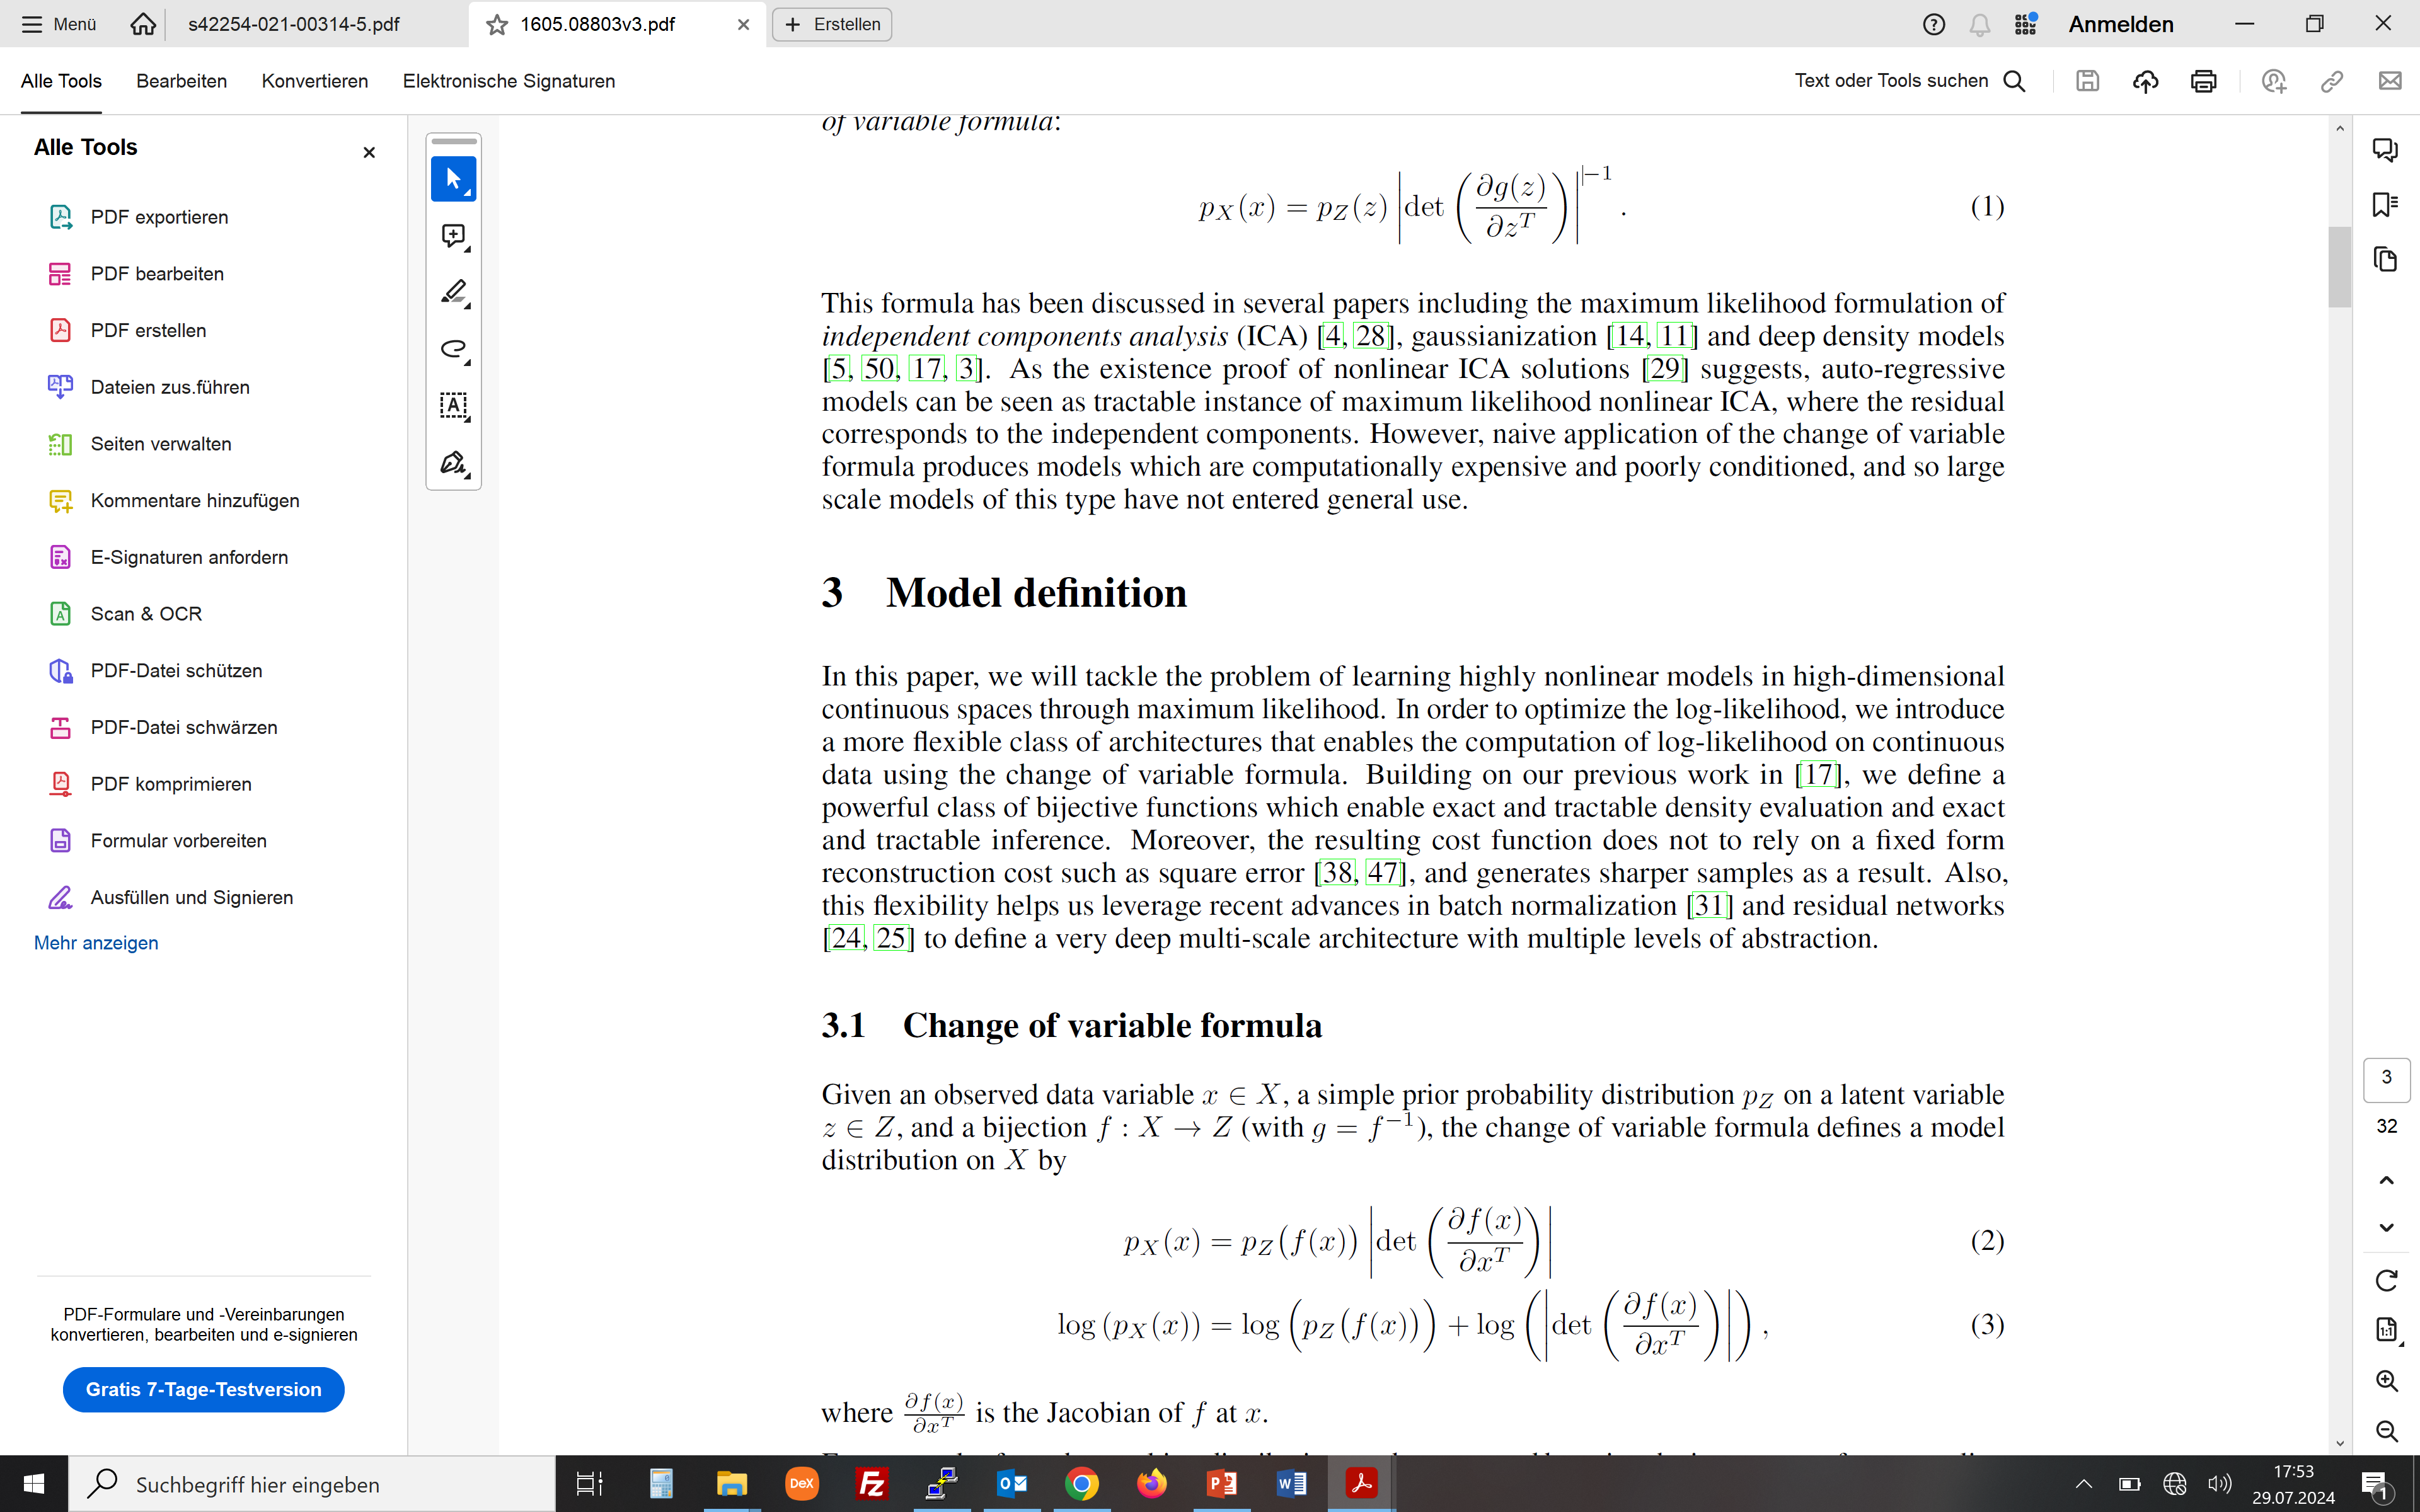 Menü
s42254-021-00314-5.pdf
1605.08803v3.pdf
Erstellen
Anmelden
Alle Tools
Bearbeiten
Konvertieren
Elektronische Signaturen
Text oder Tools suchen
Alle Tools
PDF exportieren
PDF bearbeiten
PDF erstellen
Dateien zus.führen
Seiten verwalten
Kommentare hinzufügen
E-Signaturen anfordern
Scan & OCR
PDF-Datei schützen
PDF-Datei schwärzen
PDF komprimieren
Formular vorbereiten
Ausfüllen und Signieren
Mehr anzeigen
PDF-Formulare und -Vereinbarungen
konvertieren, bearbeiten und e-signieren
Gratis 7-Tage-Testversion
of variable formula:
p_X(x) = p_Z(z) |det (∂g(z)/∂z^T)|^−1 . (1)
This formula has been discussed in several papers including the maximum likelihood formulation of
independent components analysis (ICA) [4, 28], gaussianization [14, 11] and deep density models
[5, 50, 17, 3]. As the existence proof of nonlinear ICA solutions [29] suggests, auto-regressive
models can be seen as tractable instance of maximum likelihood nonlinear ICA, where the residual
corresponds to the independent components. However, naive application of the change of variable
formula produces models which are computationally expensive and poorly conditioned, and so large
scale models of this type have not entered general use.
3 Model definition
In this paper, we will tackle the problem of learning highly nonlinear models in high-dimensional
continuous spaces through maximum likelihood. In order to optimize the log-likelihood, we introduce
a more flexible class of architectures that enables the computation of log-likelihood on continuous
data using the change of variable formula. Building on our previous work in [17], we define a
powerful class of bijective functions which enable exact and tractable density evaluation and exact
and tractable inference. Moreover, the resulting cost function does not to rely on a fixed form
reconstruction cost such as square error [38, 47], and generates sharper samples as a result. Also,
this flexibility helps us leverage recent advances in batch normalization [31] and residual networks
[24, 25] to define a very deep multi-scale architecture with multiple levels of abstraction.
3.1 Change of variable formula
Given an observed data variable x ∈ X, a simple prior probability distribution p_Z on a latent variable
z ∈ Z, and a bijection f : X → Z (with g = f^−1), the change of variable formula defines a model
distribution on X by
p_X(x) = p_Z(f(x)) |det (∂f(x)/∂x^T)| (2)
log (p_X(x)) = log (p_Z(f(x))) + log (|det (∂f(x)/∂x^T)|) , (3)
where ∂f(x)/∂x^T is the Jacobian of f at x.
3
32
Suchbegriff hier eingeben
DeX
17:53
29.07.2024
1